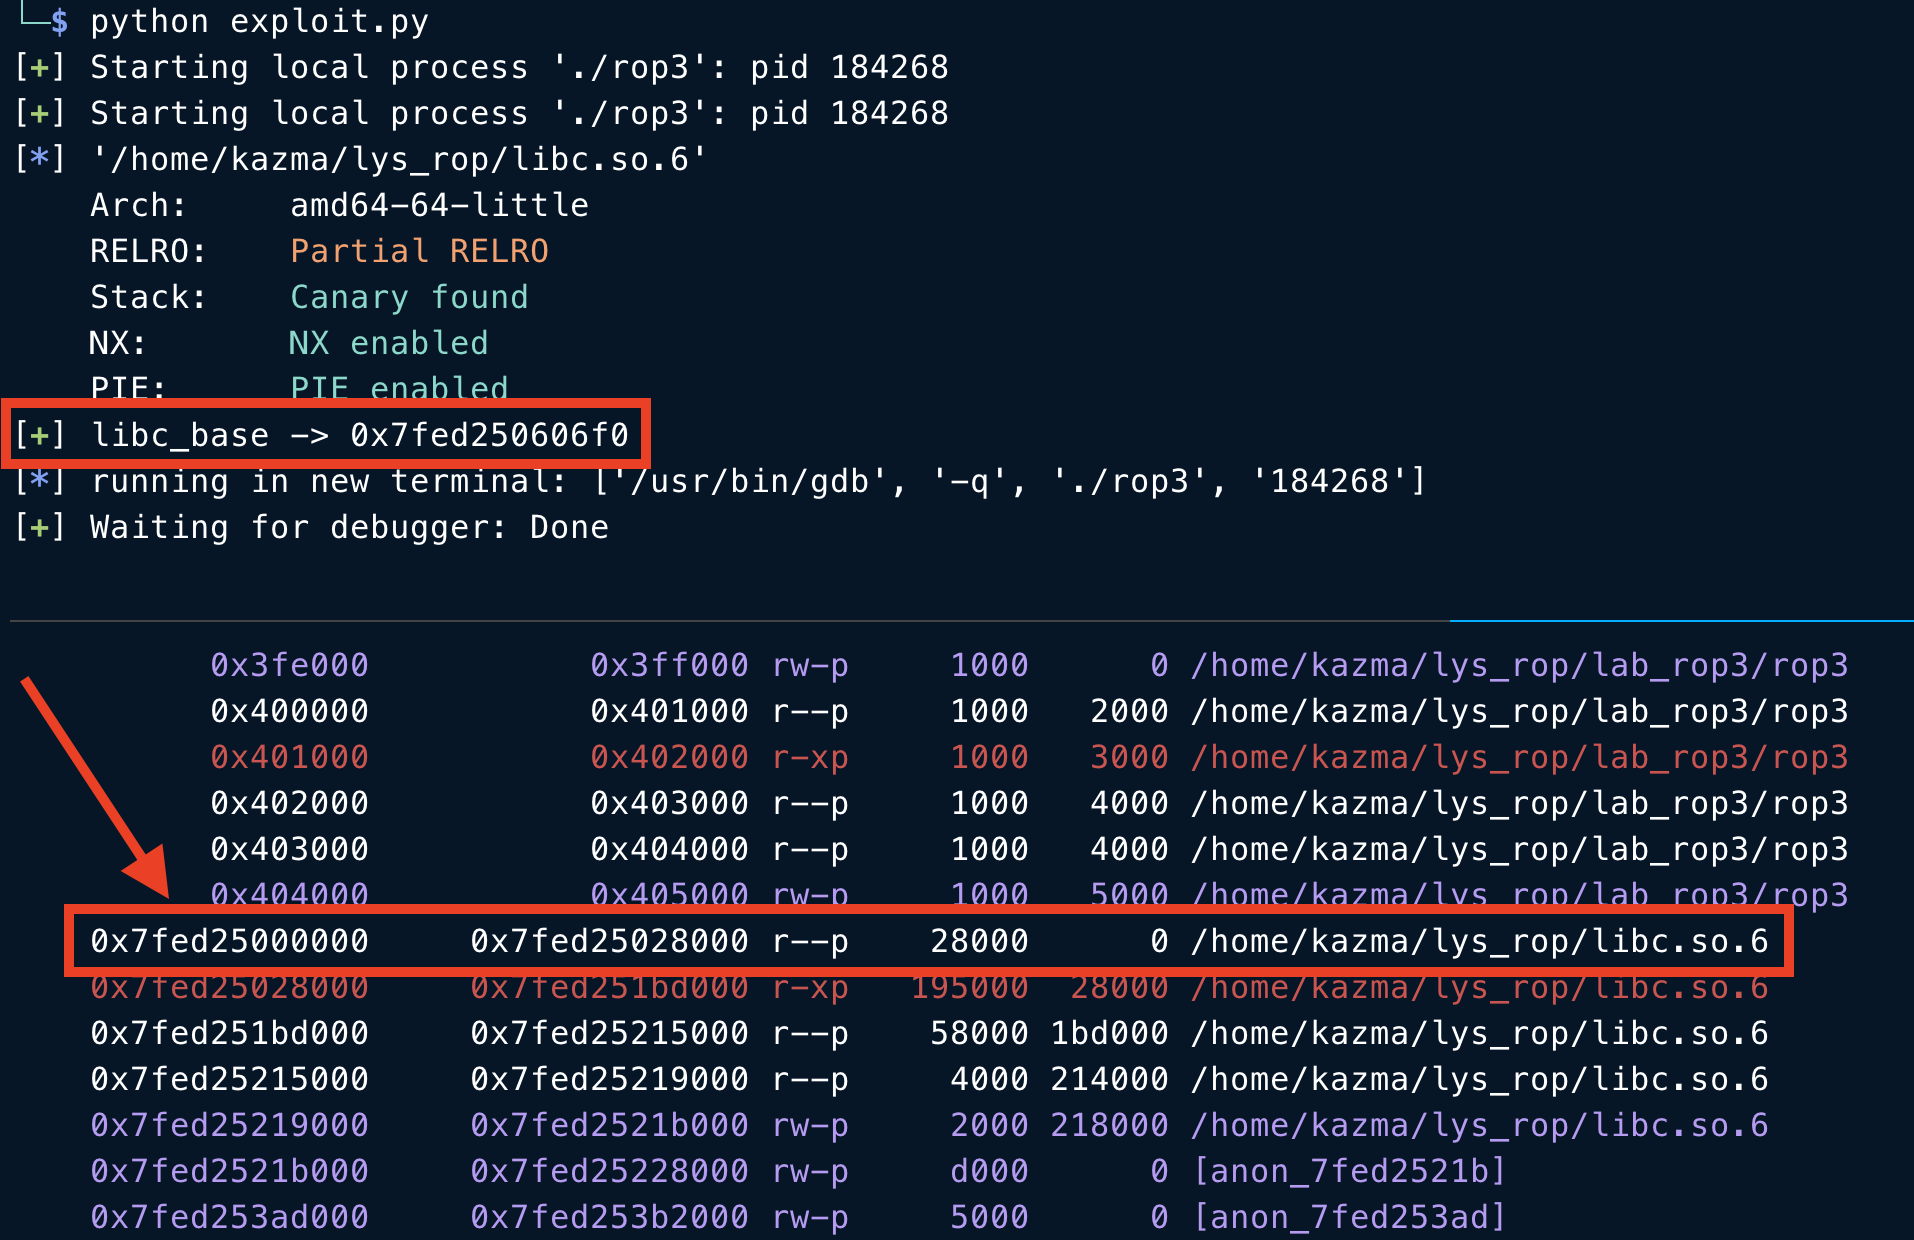 └─$ python exploit.py
[+] Starting local process './rop3': pid 184268
[+] Starting local process './rop3': pid 184268
[*] '/home/kazma/lys_rop/libc.so.6'
    Arch:     amd64-64-little
    RELRO:    Partial RELRO
    Stack:    Canary found
    NX:       NX enabled
    PIE:      PIE enabled
[+] libc_base -> 0x7fed250606f0
[*] running in new terminal: ['/usr/bin/gdb', '-q', './rop3', '184268']
[+] Waiting for debugger: Done
0x3fe000 0x3ff000 rw-p 1000 0 /home/kazma/lys_rop/lab_rop3/rop3
0x400000 0x401000 r--p 1000 2000 /home/kazma/lys_rop/lab_rop3/rop3
0x401000 0x402000 r-xp 1000 3000 /home/kazma/lys_rop/lab_rop3/rop3
0x402000 0x403000 r--p 1000 4000 /home/kazma/lys_rop/lab_rop3/rop3
0x403000 0x404000 r--p 1000 4000 /home/kazma/lys_rop/lab_rop3/rop3
0x404000 0x405000 rw-p 1000 5000 /home/kazma/lys_rop/lab_rop3/rop3
0x7fed25000000 0x7fed25028000 r--p 28000 0 /home/kazma/lys_rop/libc.so.6
0x7fed25028000 0x7fed251bd000 r-xp 195000 28000 /home/kazma/lys_rop/libc.so.6
0x7fed251bd000 0x7fed25215000 r--p 58000 1bd000 /home/kazma/lys_rop/libc.so.6
0x7fed25215000 0x7fed25219000 r--p 4000 214000 /home/kazma/lys_rop/libc.so.6
0x7fed25219000 0x7fed2521b000 rw-p 2000 218000 /home/kazma/lys_rop/libc.so.6
0x7fed2521b000 0x7fed25228000 rw-p d000 0 [anon_7fed2521b]
0x7fed253ad000 0x7fed253b2000 rw-p 5000 0 [anon_7fed253ad]